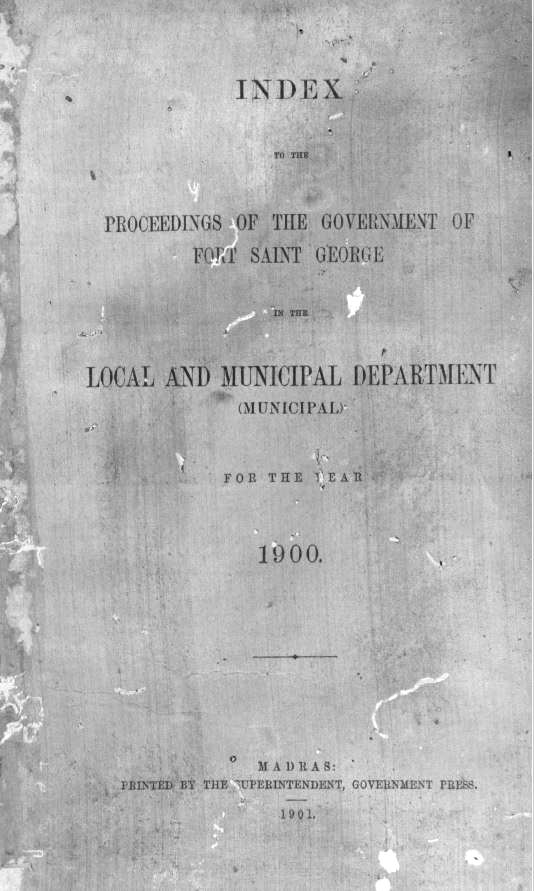 INDEX
TO THE
PROCEEDINGS OF THE GOVERNMENT OF
FORT SAINT GEORGE
IN THE
LOCAL AND MUNICIPAL DEPARTMENT
(MUNICIPAL)
FOR THE YEAR
1900.
MADRAS:
PRINTED BY THE SUPERINTENDENT, GOVERNMENT PRESS.
1901.